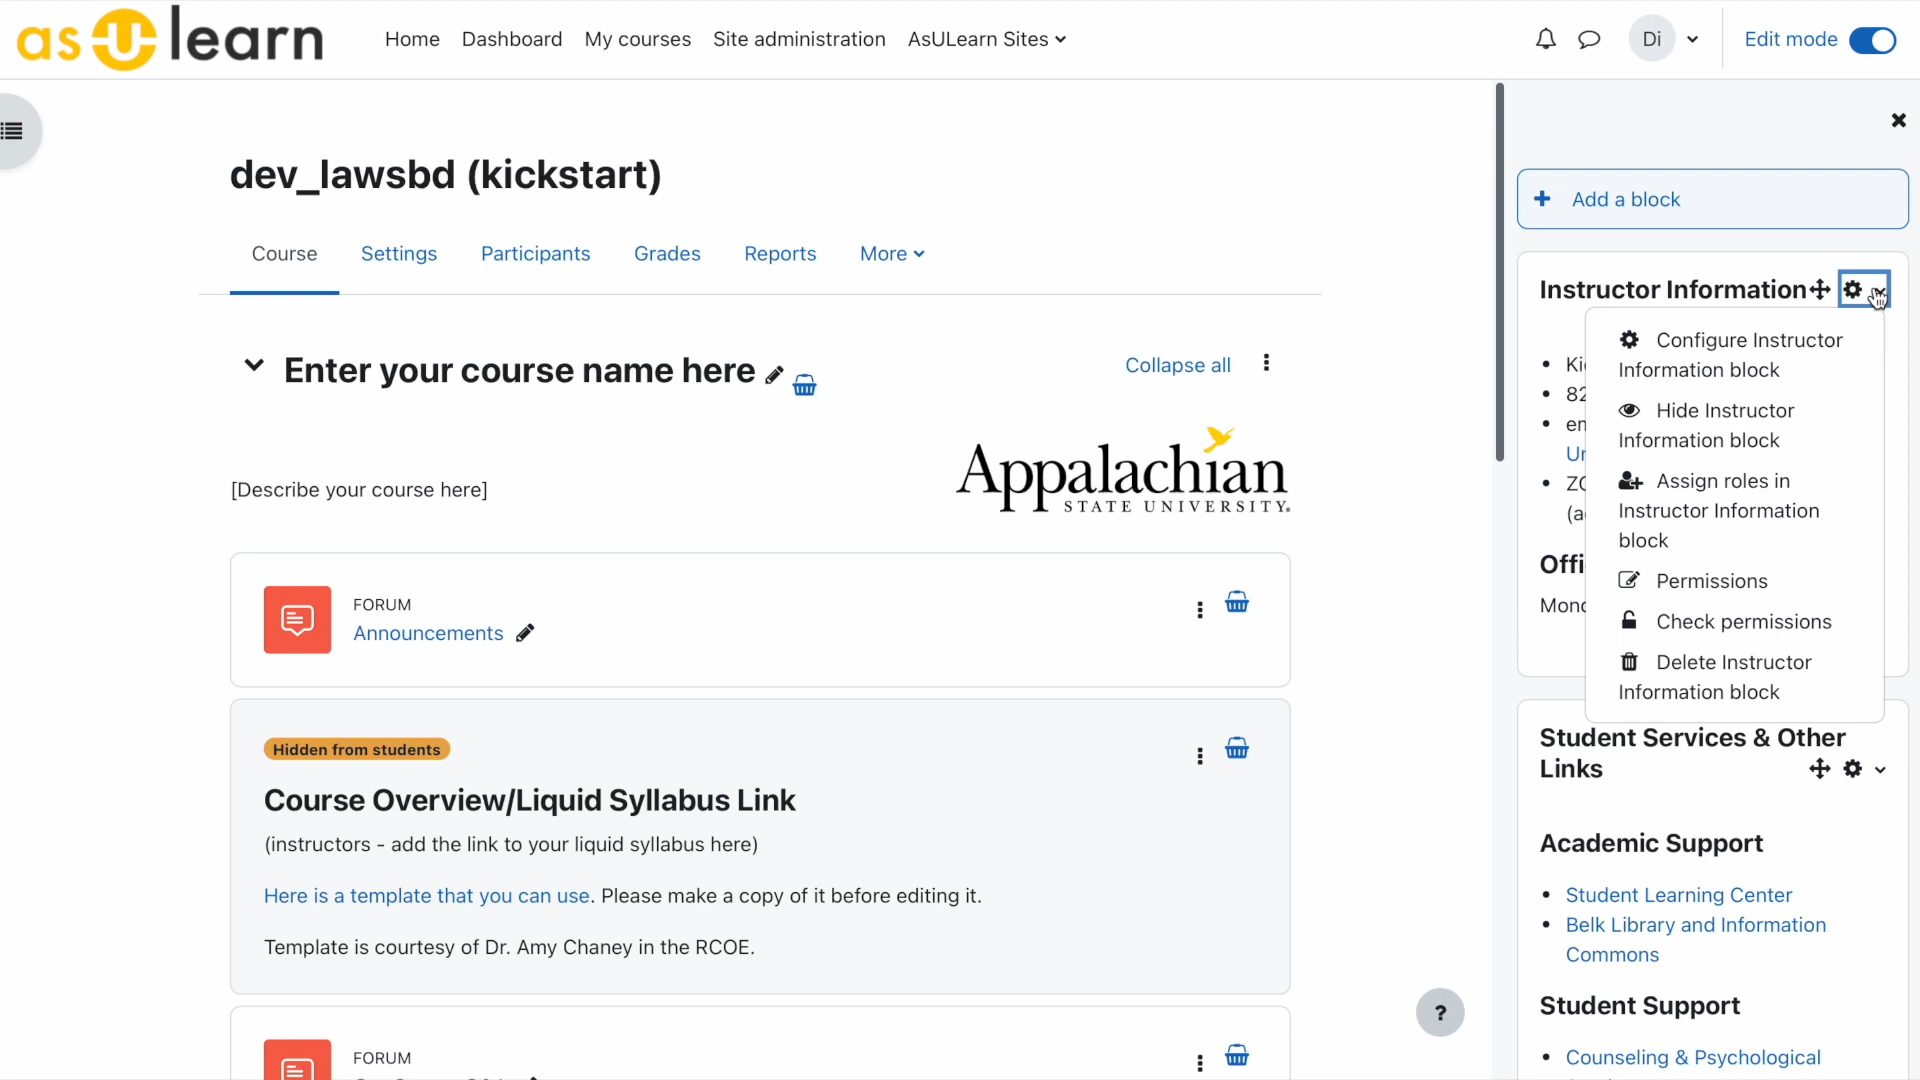 asUlearn
Home Dashboard My courses Site administration AsULearn Sites
Di
Edit mode
dev_lawsbd (kickstart)
Course Settings Participants Grades Reports More
Enter your course name here
Collapse all
[Describe your course here]
Appalachian
STATE UNIVERSITY®
FORUM
Announcements
Hidden from students
Course Overview/Liquid Syllabus Link
(instructors - add the link to your liquid syllabus here)
Here is a template that you can use. Please make a copy of it before editing it.
Template is courtesy of Dr. Amy Chaney in the RCOE.
FORUM
?
Add a block
Instructor Information
Configure Instructor
Information block
Hide Instructor
Information block
Assign roles in
Instructor Information
block
Permissions
Check permissions
Delete Instructor
Information block
82
Student Services & Other
Links
Academic Support
Student Learning Center
Belk Library and Information
Commons
Student Support
Counseling & Psychological